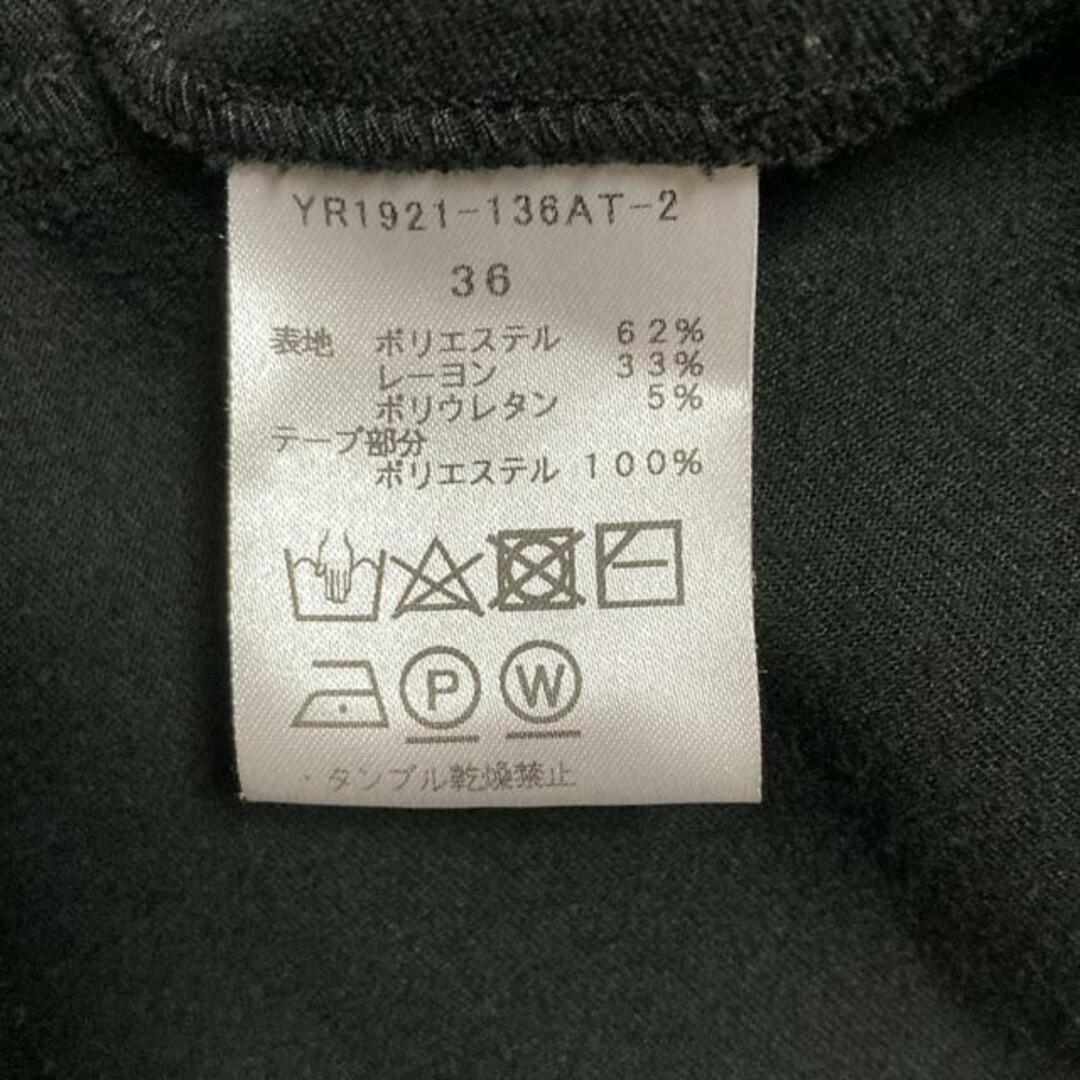 YR1921-136AT-2
36
表地 ポリエステル 62%
レーヨン 33%
ポリウレタン 5%
テープ部分
ポリエステル 100%
P W
・タンブル乾燥禁止